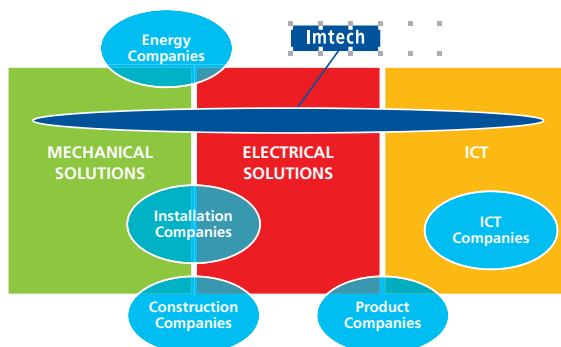 Energy
Companies
Imtech
MECHANICAL
SOLUTIONS
ELECTRICAL
SOLUTIONS
ICT
Installation
Companies
ICT
Companies
Construction
Companies
Product
Companies